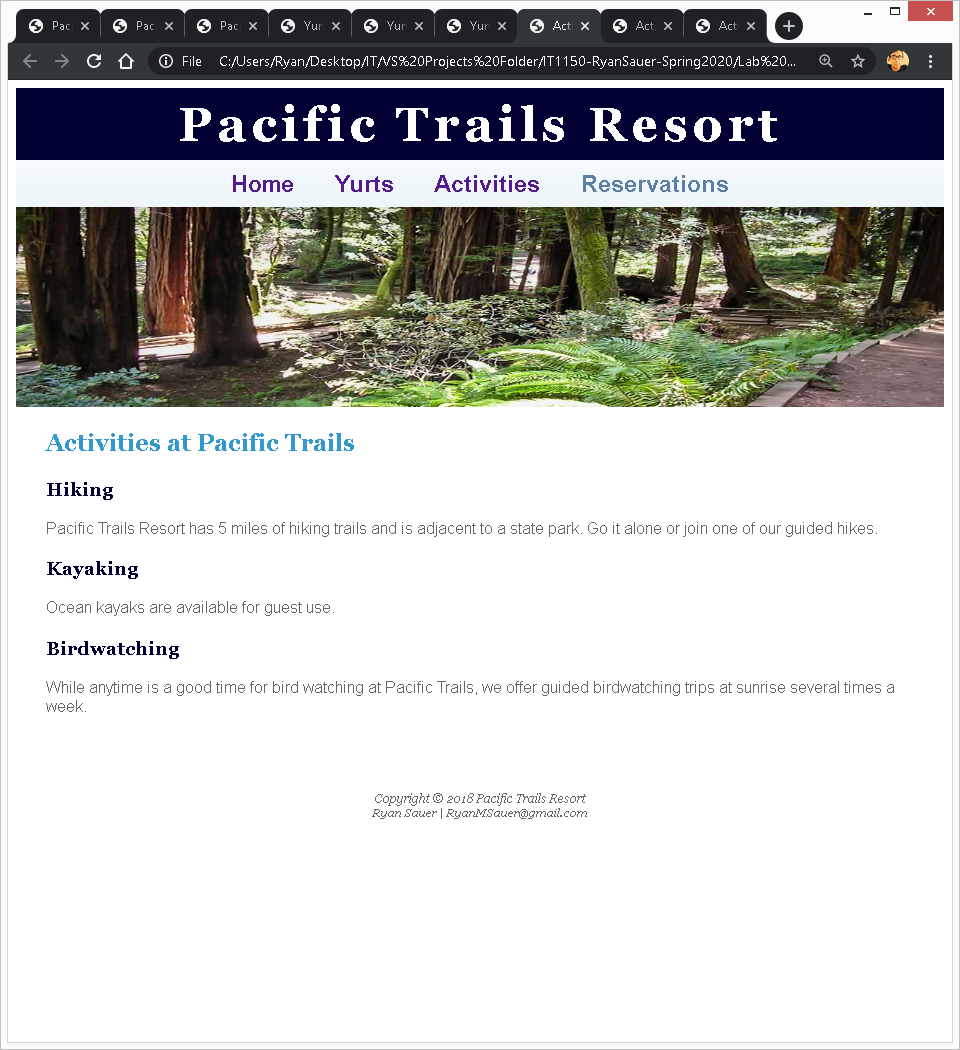 Pac Pac Pac Yur Yur Yur Act Act Act
File C:/Users/Ryan/Desktop/IT/VS%20Projects%20Folder/IT1150-RyanSauer-Spring2020/Lab%20...
Pacific Trails Resort
Home Yurts Activities Reservations
Activities at Pacific Trails
Hiking
Pacific Trails Resort has 5 miles of hiking trails and is adjacent to a state park. Go it alone or join one of our guided hikes.
Kayaking
Ocean kayaks are available for guest use.
Birdwatching
While anytime is a good time for bird watching at Pacific Trails, we offer guided birdwatching trips at sunrise several times a
week.
Copyright © 2018 Pacific Trails Resort
Ryan Sauer | RyanMSauer@gmail.com